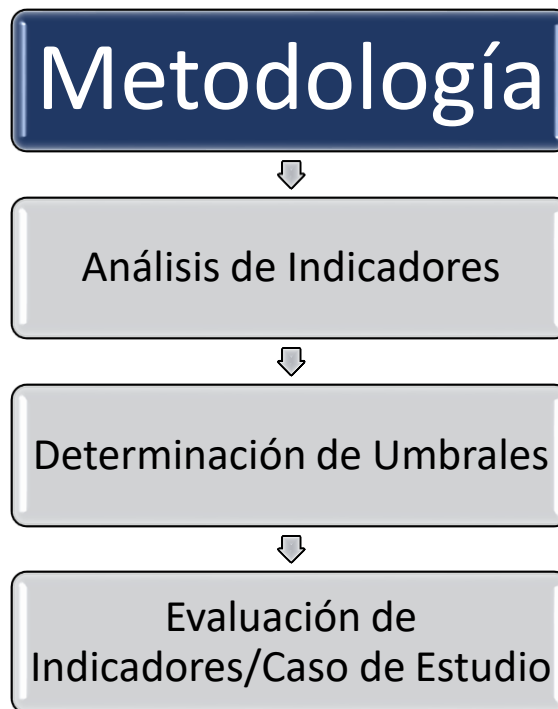 Metodología
Análisis de Indicadores
Determinación de Umbrales
Evaluación de
Indicadores/Caso de Estudio